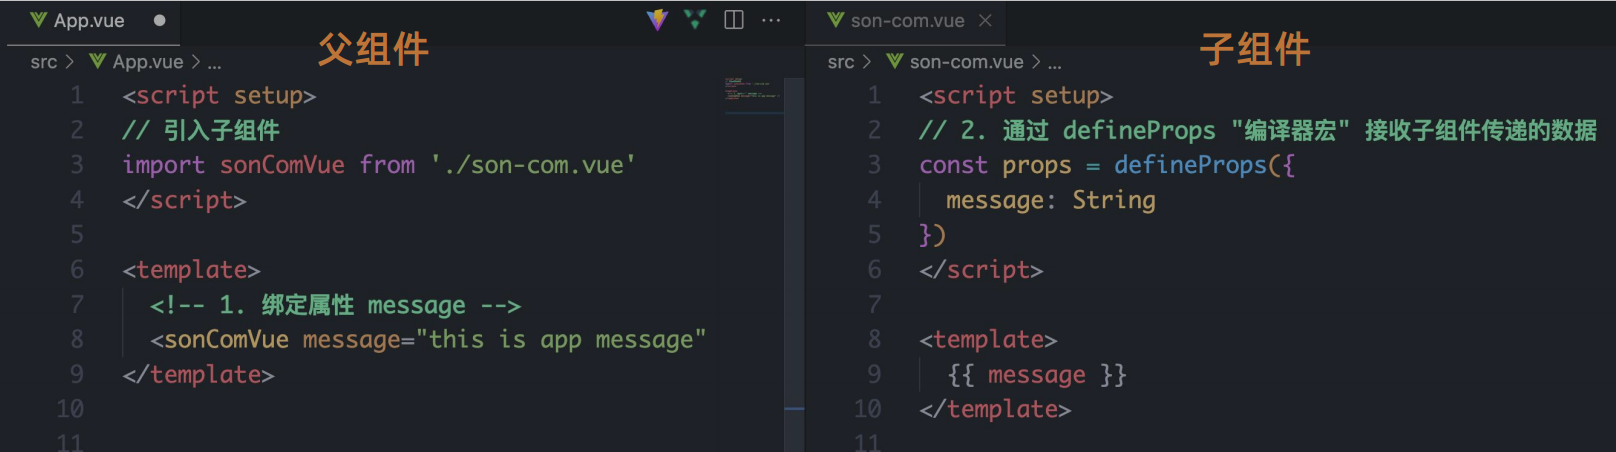 App.vue
父组件
src > App.vue > ...
1 <script setup>
2 // 引入子组件
3 import sonComVue from './son-com.vue'
4 </script>
5
6 <template>
7 <!-- 1. 绑定属性 message -->
8 <sonComVue message="this is app message"
9 </template>
10
11
son-com.vue
子组件
src > son-com.vue > ...
1 <script setup>
2 // 2. 通过 defineProps "编译器宏" 接收子组件传递的数据
3 const props = defineProps({
4 message: String
5 })
6 </script>
7
8 <template>
9 {{ message }}
10 </template>
11